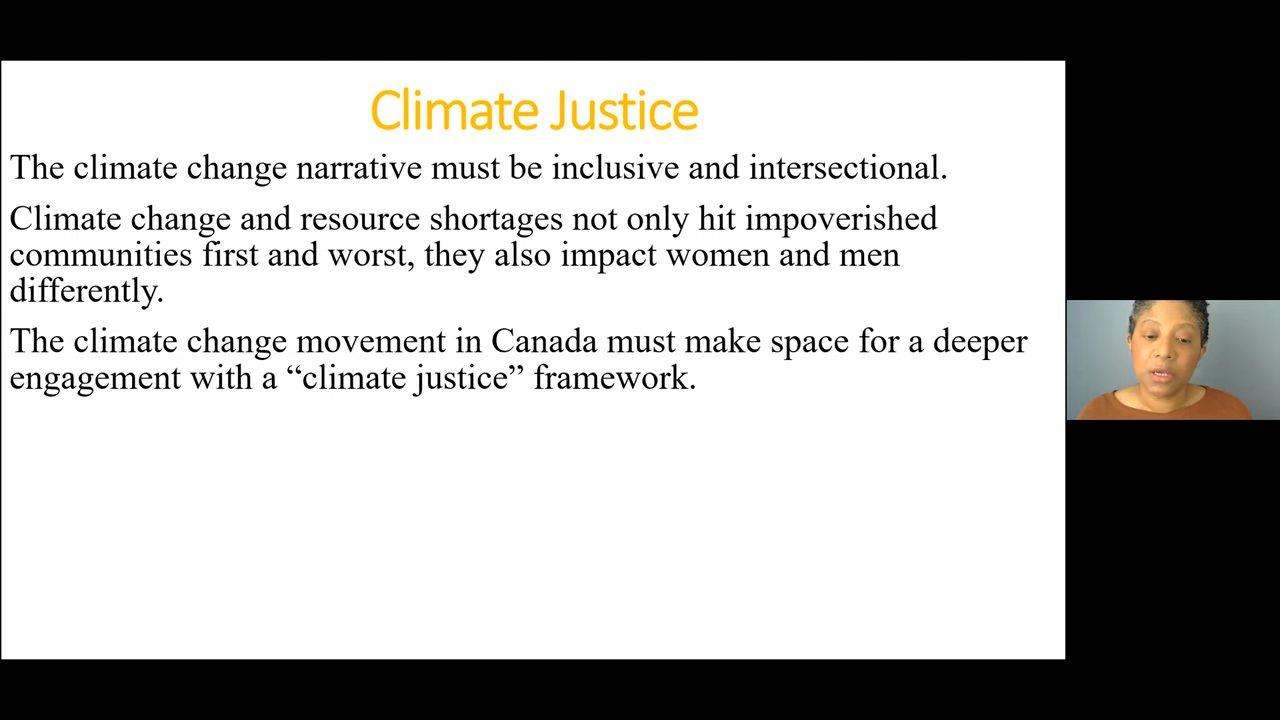 Climate Justice
The climate change narrative must be inclusive and intersectional.
Climate change and resource shortages not only hit impoverished
communities first and worst, they also impact women and men
differently.
The climate change movement in Canada must make space for a deeper
engagement with a “climate justice” framework.